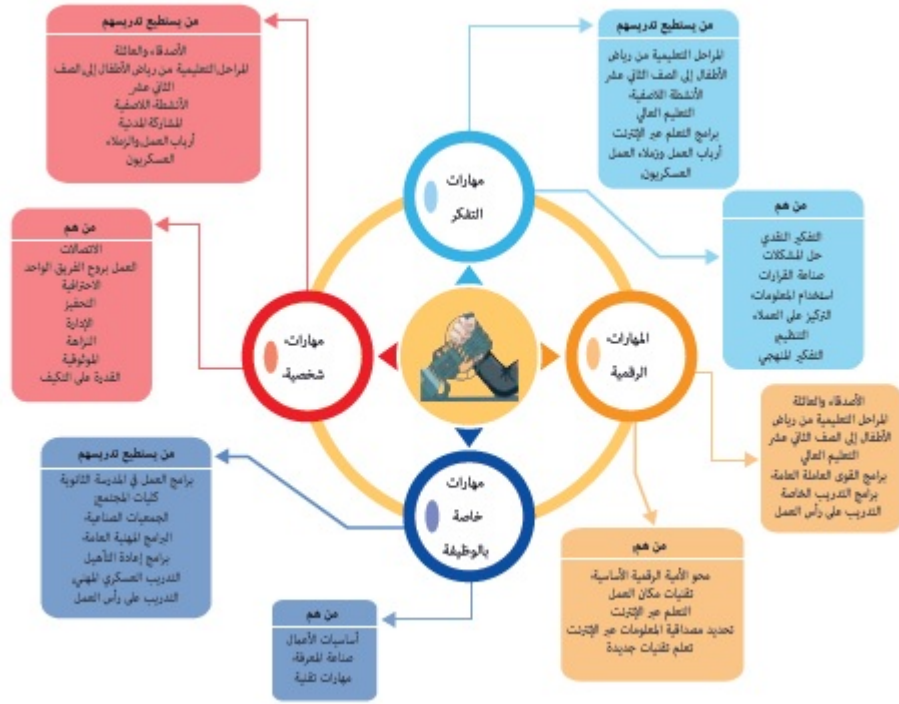 من يستطيع تدريسهم
الأصدقاء والعائلة
المراحل التعليمية من رياض الأطفال إلى الصف
الثاني عشر
الأنشطة اللاصفية
المشاركة المدنية
أرباب العمل والزملاء
العسكريون
من يستطيع تدريسهم
المراحل التعليمية من رياض
الأطفال إلى الصف الثاني عشر
الأنشطة اللاصفية
التعليم العالي
برامج التعلم عبر الإنترنت
أرباب العمل وزملاء العمل
العسكريون
مهارات
التفكر
من هم
التفكير النقدي
حل المشكلات
صناعة القرارات
استخدام المعلومات
التركيز على العملاء
التنظيم
التفكير المنهجي
من هم
الاتصالات
العمل بروح الفريق الواحد
الاحترافية
التحفيز
الإدارة
النزاهة
الموثوقية
القدرة على التكيف
مهارات
شخصية
المهارات
الرقمية
الأصدقاء والعائلة
المراحل التعليمية من رياض
الأطفال إلى الصف الثاني عشر
التعليم العالي
برامج القوى العاملة العامة
برامج التدريب الخاصة
التدريب على رأس العمل
من يستطيع تدريسهم
برامج العمل في المدرسة الثانوية
كليات المجتمع
الجمعيات الصناعية
البرامج المهنية العامة
برامج إعادة التأهيل
التدريب العسكري المهني
التدريب على رأس العمل
مهارات
خاصة
بالوظيفة
من هم
محو الأمية الرقمية الأساسية
تقنيات مكان العمل
التعلم عبر الإنترنت
تحديد مصداقية المعلومات عبر الإنترنت
تعلم تقنيات جديدة
من هم
أساسيات الأعمال
صناعة المعرفة
مهارات تقنية